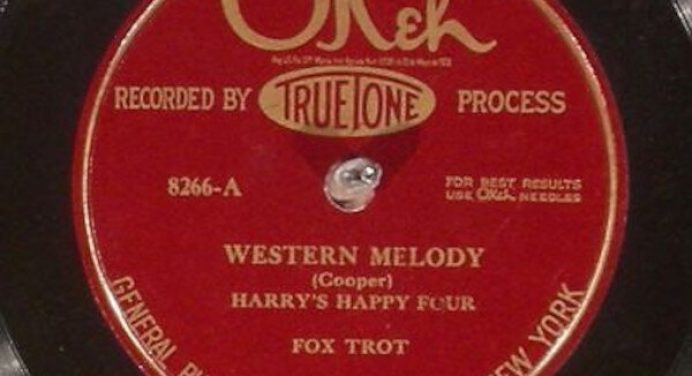 OKeh
RECORDED BY TRUETONE PROCESS
8266-A
FOR BEST RESULTS
USE OKeh NEEDLES
WESTERN MELODY
(Cooper)
HARRY'S HAPPY FOUR
FOX TROT
GENERAL
NEW YORK